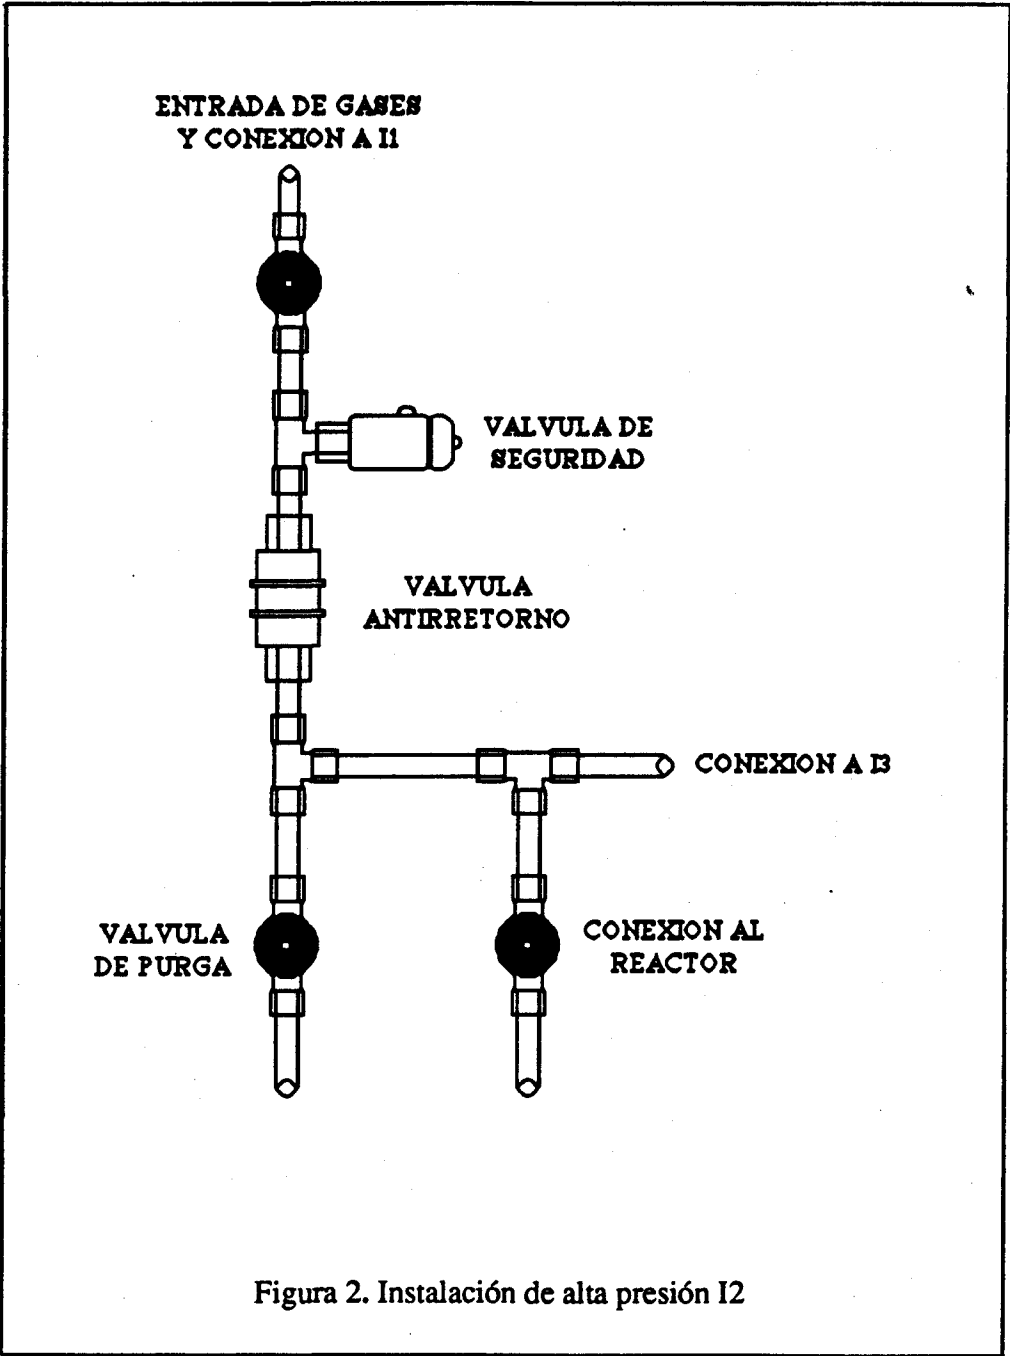 ENTRADA DE GASES
Y CONEXION A I1
VALVULA DE
SEGURIDAD
VALVULA
ANTIRRETORNO
CONEXION A I3
VALVULA
DE PURGA
CONEXION AL
REACTOR
Figura 2. Instalación de alta presión I2